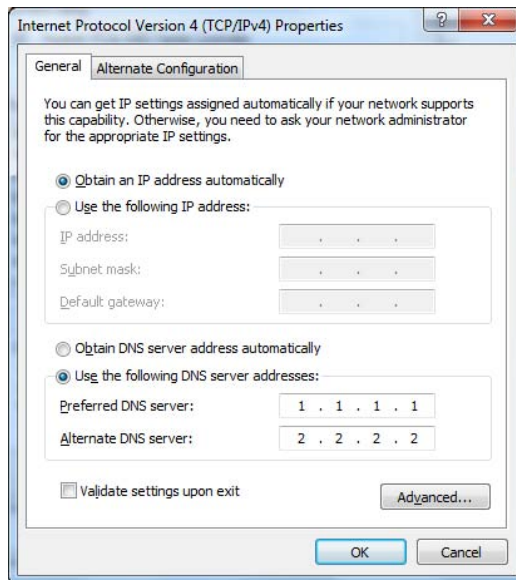 Internet Protocol Version 4 (TCP/IPv4) Properties
General
Alternate Configuration
You can get IP settings assigned automatically if your network supports
this capability. Otherwise, you need to ask your network administrator
for the appropriate IP settings.
Obtain an IP address automatically
Use the following IP address:
IP address:
. . .
Subnet mask:
. . .
Default gateway:
. . .
Obtain DNS server address automatically
Use the following DNS server addresses:
Preferred DNS server:
1 . 1 . 1 . 1
Alternate DNS server:
2 . 2 . 2 . 2
Validate settings upon exit
Advanced...
OK
Cancel